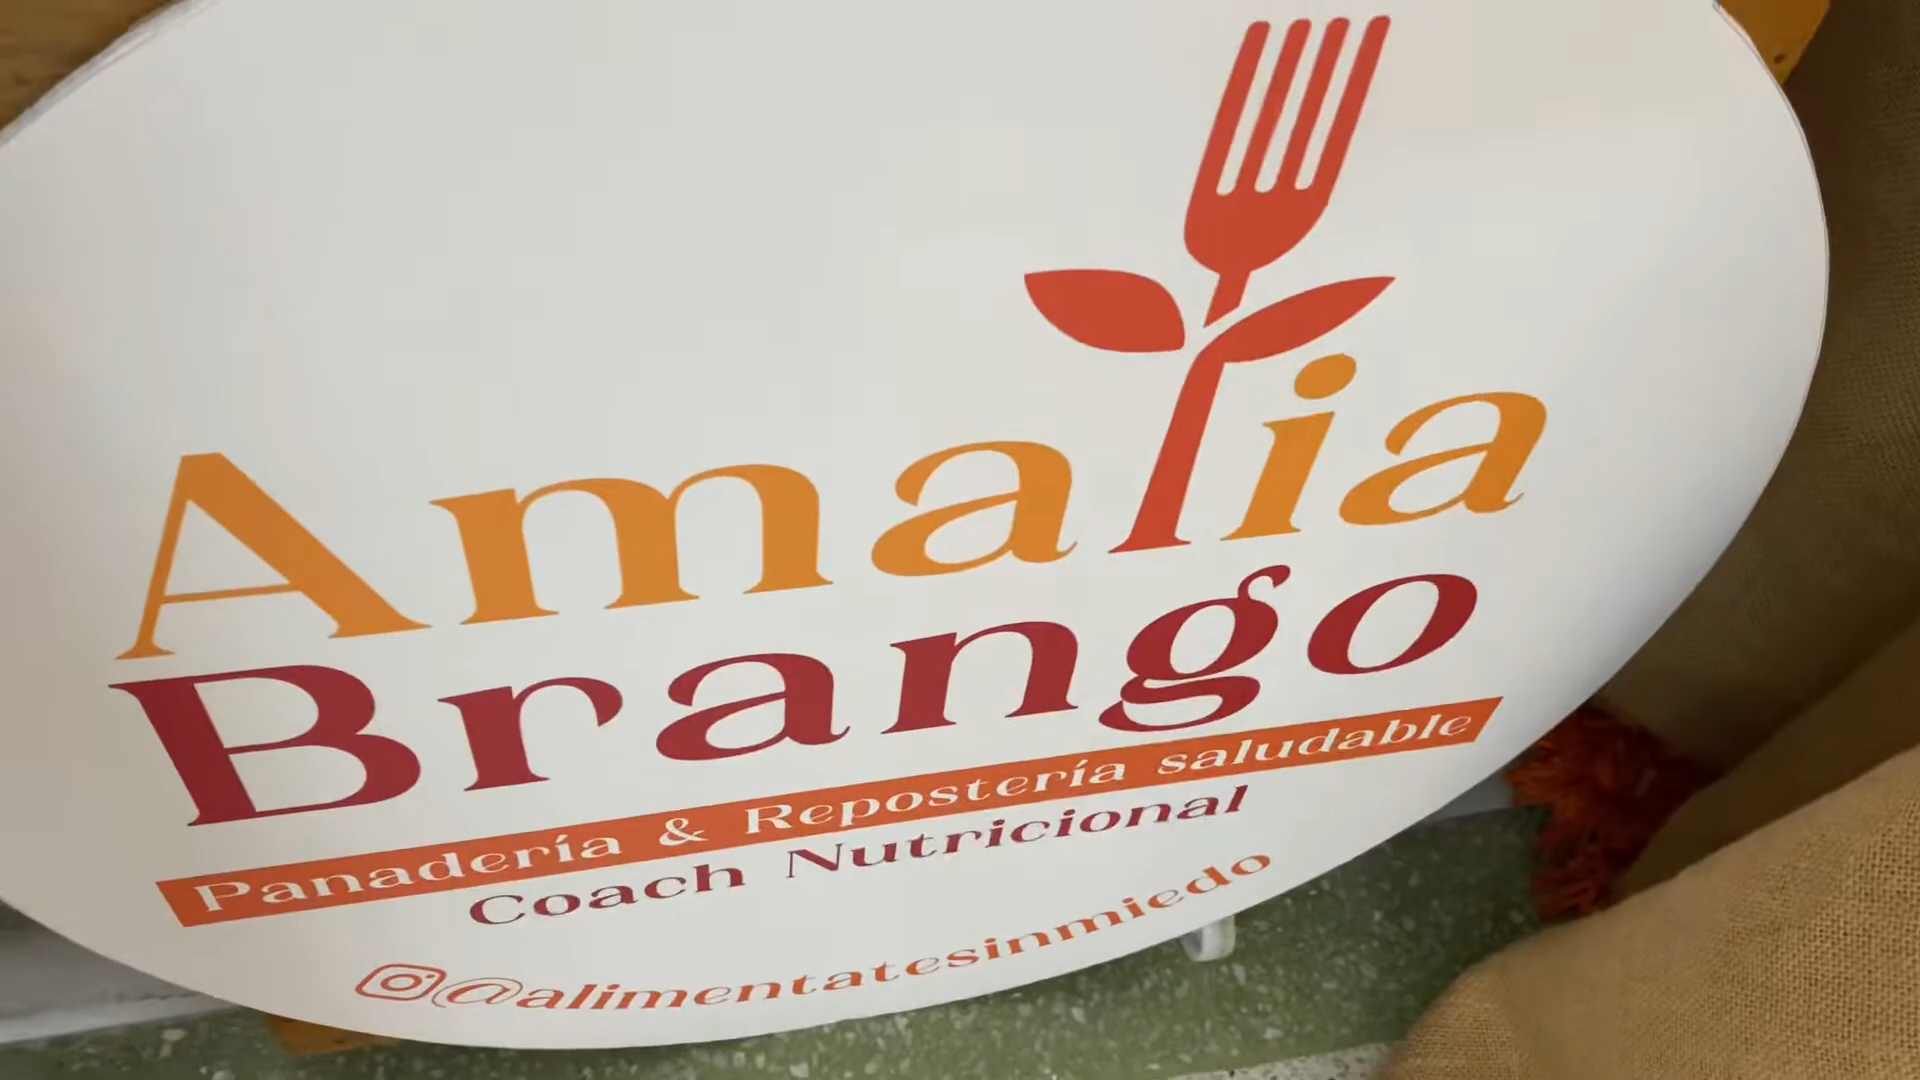 Amalia
Brango
Panadería & Repostería saludable
Coach Nutricional
@alimentatesinmiedo